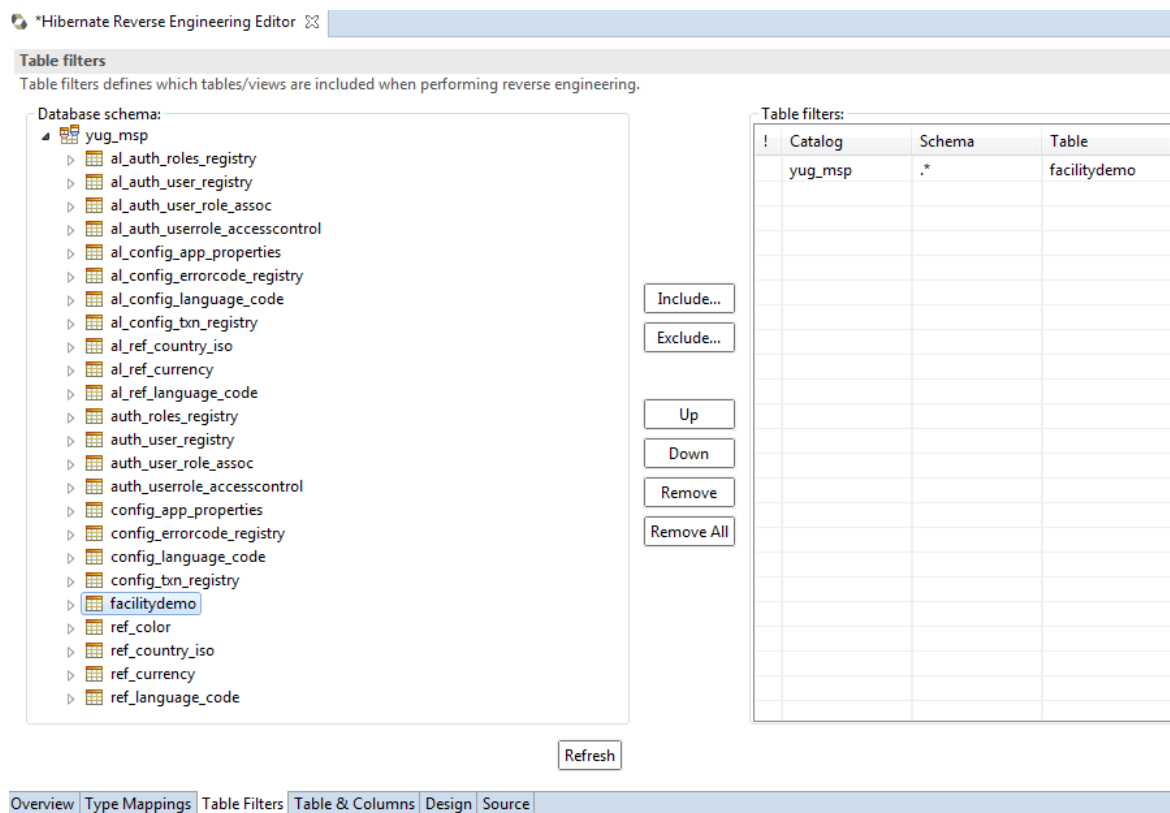 *Hibernate Reverse Engineering Editor
Table filters
Table filters defines which tables/views are included when performing reverse engineering.
Database schema:
yug_msp
al_auth_roles_registry
al_auth_user_registry
al_auth_user_role_assoc
al_auth_userrole_accesscontrol
al_config_app_properties
al_config_errorcode_registry
al_config_language_code
al_config_txn_registry
al_ref_country_iso
al_ref_currency
al_ref_language_code
auth_roles_registry
auth_user_registry
auth_user_role_assoc
auth_userrole_accesscontrol
config_app_properties
config_errorcode_registry
config_language_code
config_txn_registry
facilitydemo
ref_color
ref_country_iso
ref_currency
ref_language_code
Include...
Exclude...
Up
Down
Remove
Remove All
Table filters:
! Catalog Schema Table
yug_msp .* facilitydemo
Refresh
Overview Type Mappings Table Filters Table & Columns Design Source